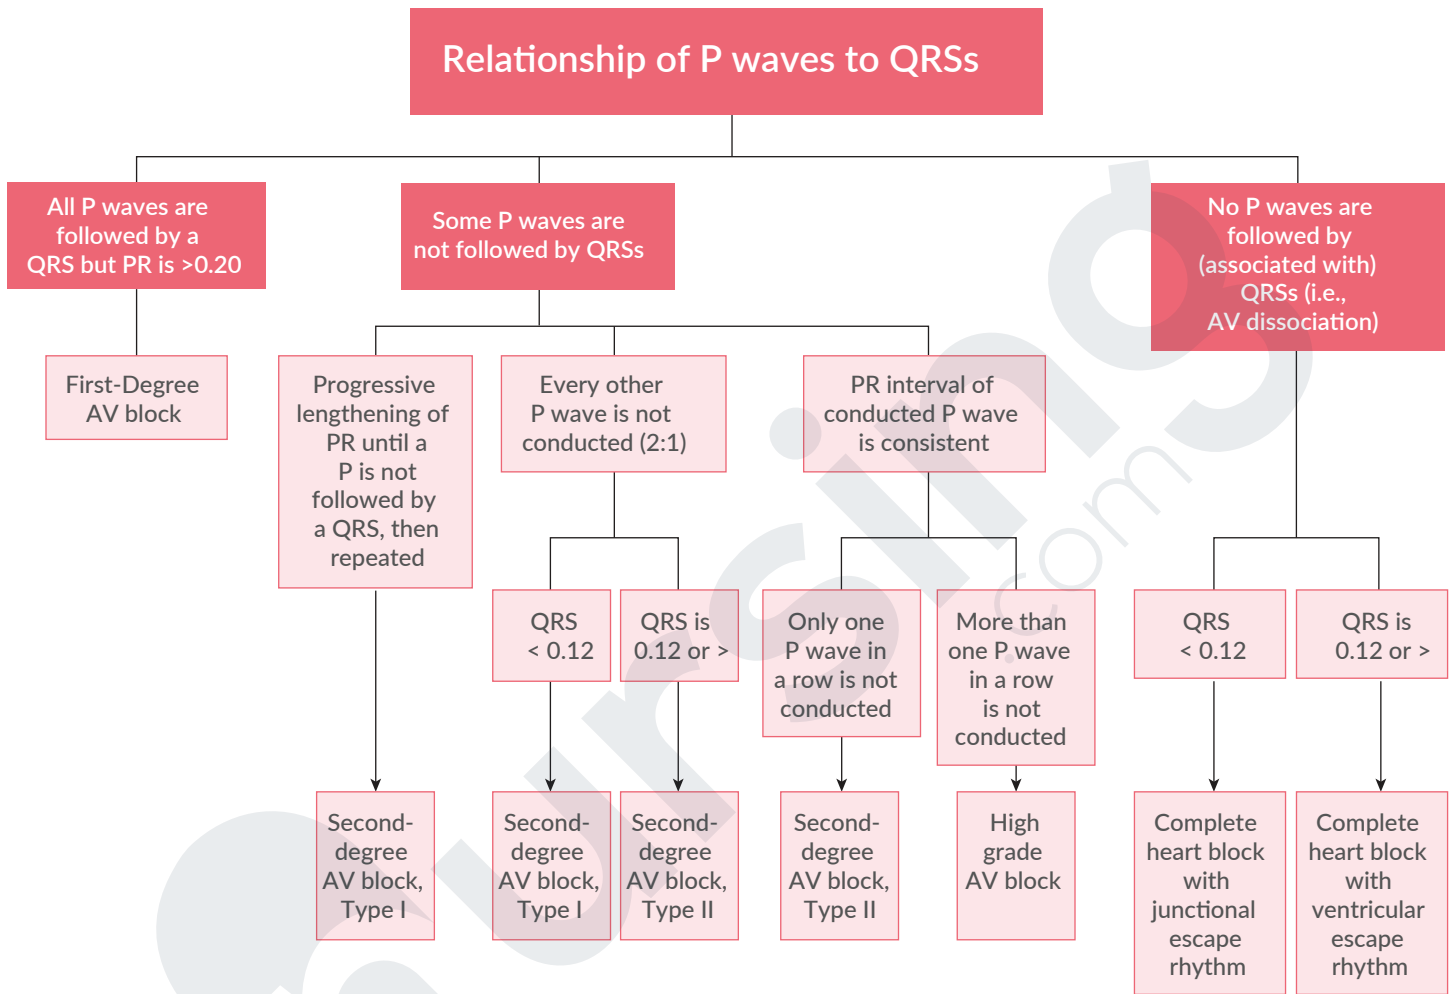 Relationship of P waves to QRSs
All P waves are
followed by a
QRS but PR is >0.20
Some P waves are
not followed by QRSs
No P waves are
followed by
(associated with)
QRSs (i.e.,
AV dissociation)
First-Degree
AV block
Progressive
lengthening of
PR until a
P is not
followed by
a QRS, then
repeated
Every other
P wave is not
conducted (2:1)
PR interval of
conducted P wave
is consistent
QRS
< 0.12
QRS is
0.12 or >
Only one
P wave in
a row is not
conducted
More than
one P wave
in a row
is not
conducted
QRS
< 0.12
QRS is
0.12 or >
Second-
degree
AV block,
Type I
Second-
degree
AV block,
Type I
Second-
degree
AV block,
Type II
Second-
degree
AV block,
Type II
High
grade
AV block
Complete
heart block
with
junctional
escape
rhythm
Complete
heart block
with
ventricular
escape
rhythm
nursing
.com